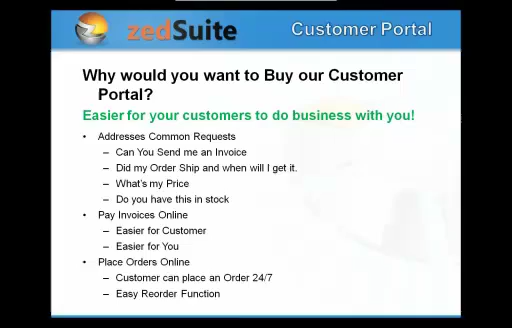 zedSuite
Customer Portal
Why would you want to Buy our Customer
Portal?
Easier for your customers to do business with you!
• Addresses Common Requests
– Can You Send me an Invoice
– Did my Order Ship and when will I get it.
– What's my Price
– Do you have this in stock
• Pay Invoices Online
– Easier for Customer
– Easier for You
• Place Orders Online
– Customer can place an Order 24/7
– Easy Reorder Function